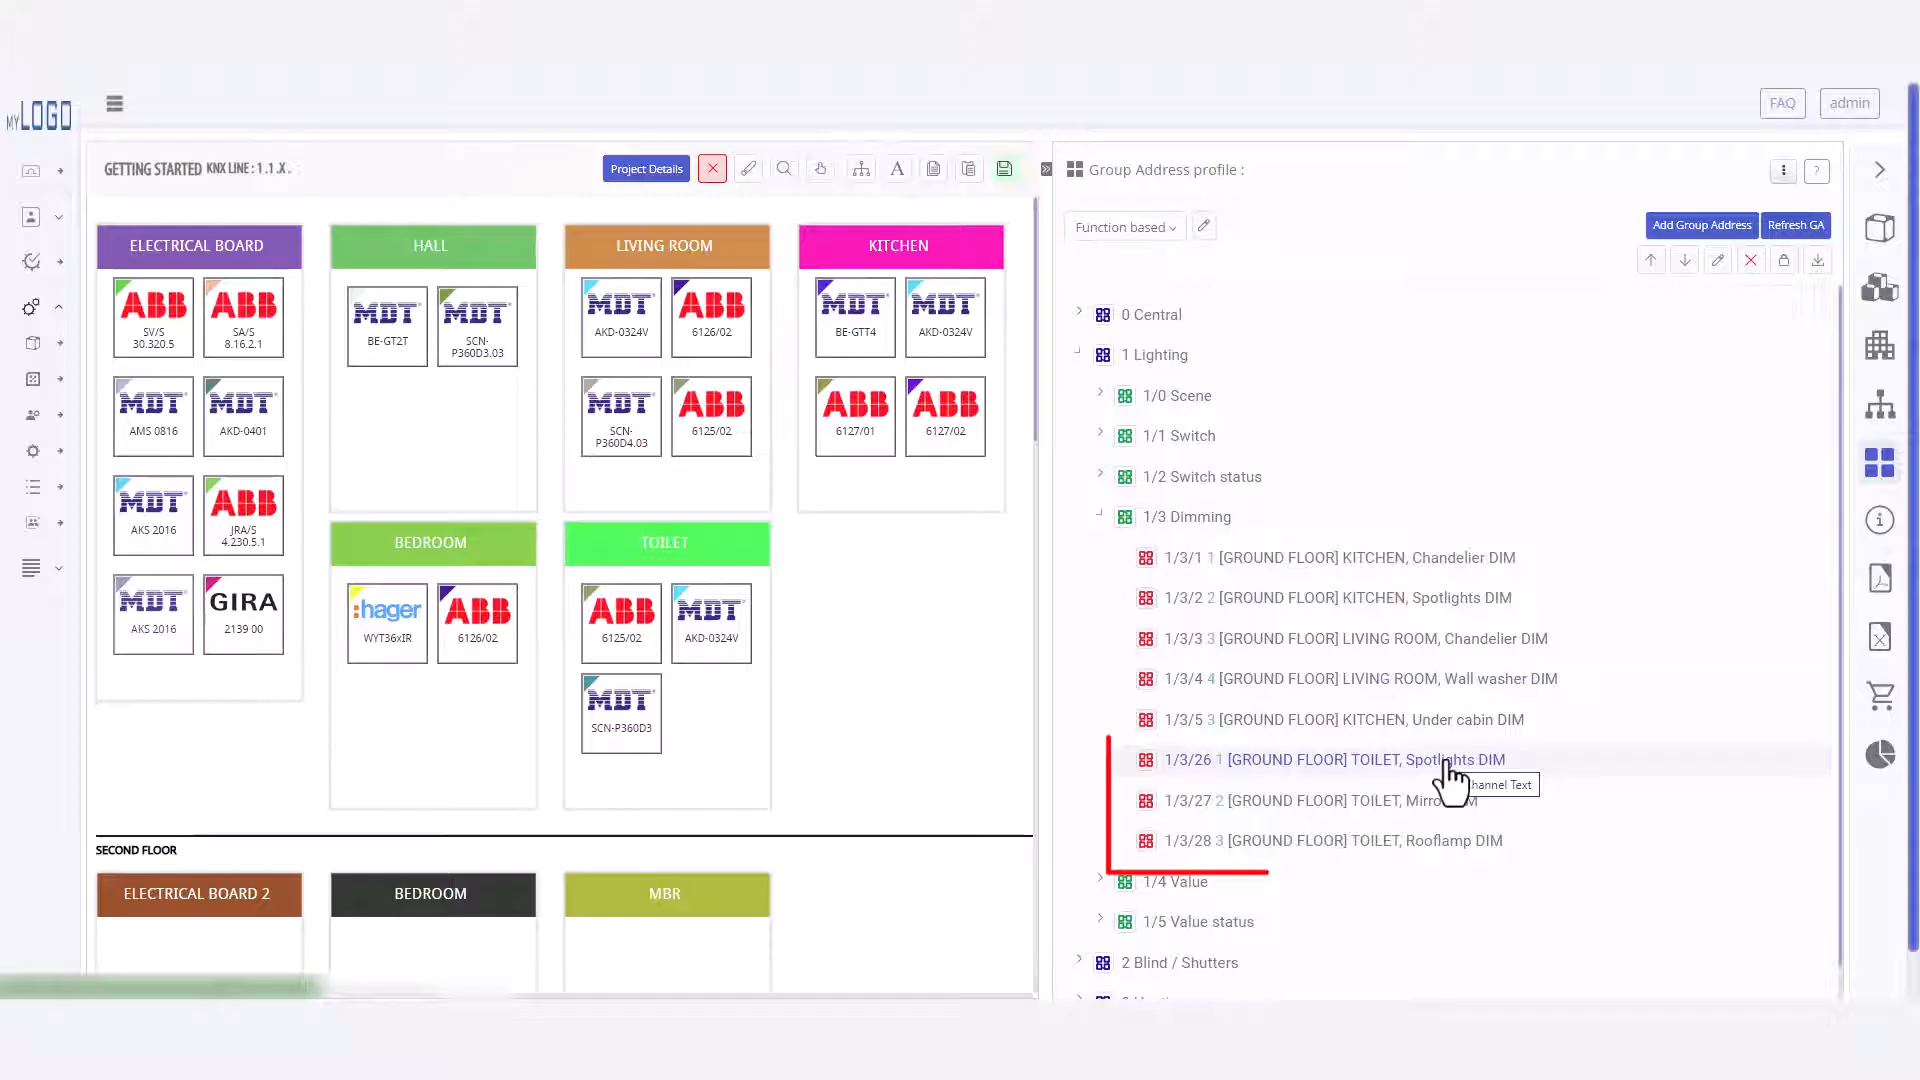 MY LOGO
FAQ
admin
GETTING STARTED KNX LINE : 1.1.X .
Project Details
A
ELECTRICAL BOARD
ABB
SV/S
30.320.5
ABB
SA/S
8.16.2.1
MDT
AMS 0816
MDT
AKD-0401
MDT
AKS 2016
ABB
JRA/S
4.230.5.1
MDT
AKS 2016
GIRA
2139 00
HALL
MDT
BE-GT2T
MDT
SCN-
P360D3.03
LIVING ROOM
MDT
AKD-0324V
ABB
6126/02
MDT
SCN-
P360D4.03
ABB
6125/02
KITCHEN
MDT
BE-GTT4
MDT
AKD-0324V
ABB
6127/01
ABB
6127/02
BEDROOM
:hager
WYT36xIR
ABB
6126/02
TOILET
ABB
6125/02
MDT
AKD-0324V
MDT
SCN-P360D3
SECOND FLOOR
ELECTRICAL BOARD 2
BEDROOM
MBR
Group Address profile :
?
Function based
Add Group Address
Refresh GA
0 Central
1 Lighting
1/0 Scene
1/1 Switch
1/2 Switch status
1/3 Dimming
1/3/1 1 [GROUND FLOOR] KITCHEN, Chandelier DIM
1/3/2 2 [GROUND FLOOR] KITCHEN, Spotlights DIM
1/3/3 3 [GROUND FLOOR] LIVING ROOM, Chandelier DIM
1/3/4 4 [GROUND FLOOR] LIVING ROOM, Wall washer DIM
1/3/5 3 [GROUND FLOOR] KITCHEN, Under cabin DIM
1/3/26 1 [GROUND FLOOR] TOILET, Spotlights DIM
hannel Text
1/3/27 2 [GROUND FLOOR] TOILET, Mirro
1/3/28 3 [GROUND FLOOR] TOILET, Rooflamp DIM
1/4 Value
1/5 Value status
2 Blind / Shutters